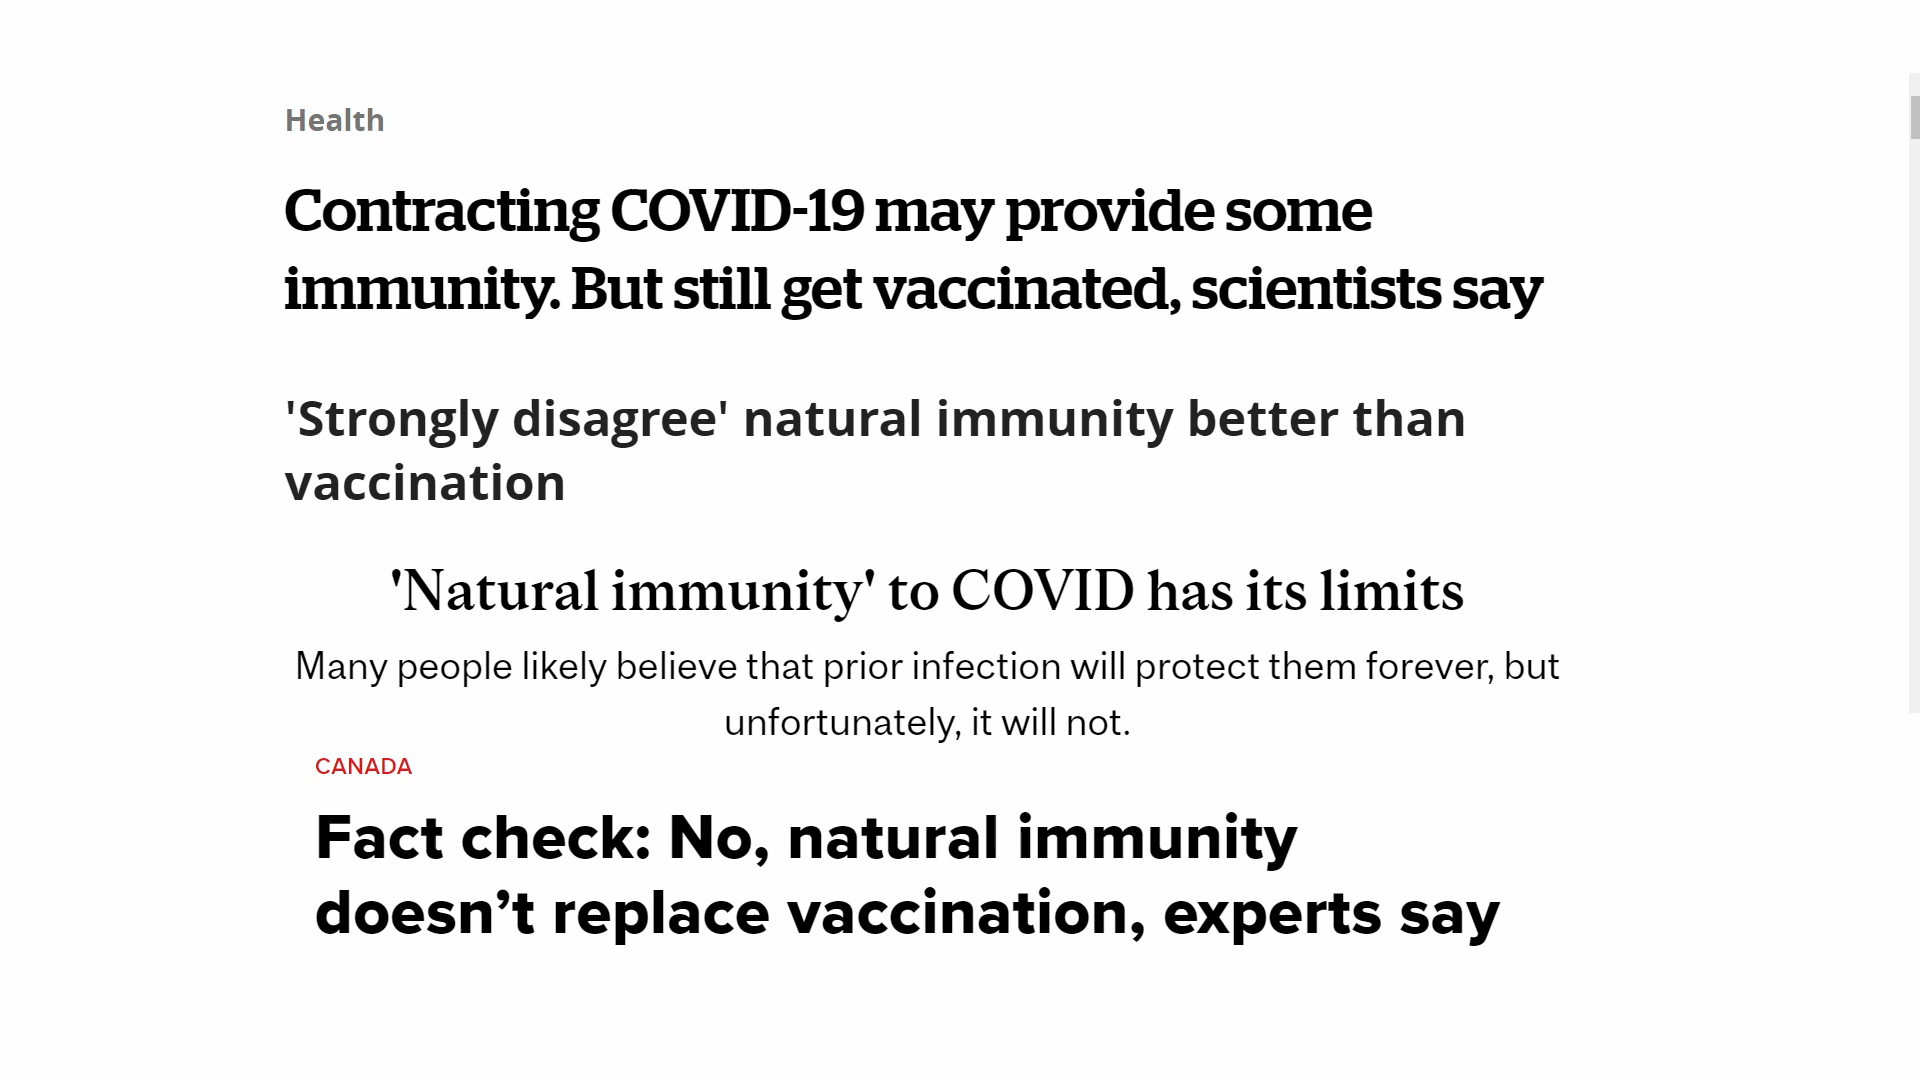 Health
Contracting COVID-19 may provide some
immunity. But still get vaccinated, scientists say
'Strongly disagree' natural immunity better than
vaccination
'Natural immunity' to COVID has its limits
Many people likely believe that prior infection will protect them forever, but
unfortunately, it will not.
CANADA
Fact check: No, natural immunity
doesn’t replace vaccination, experts say